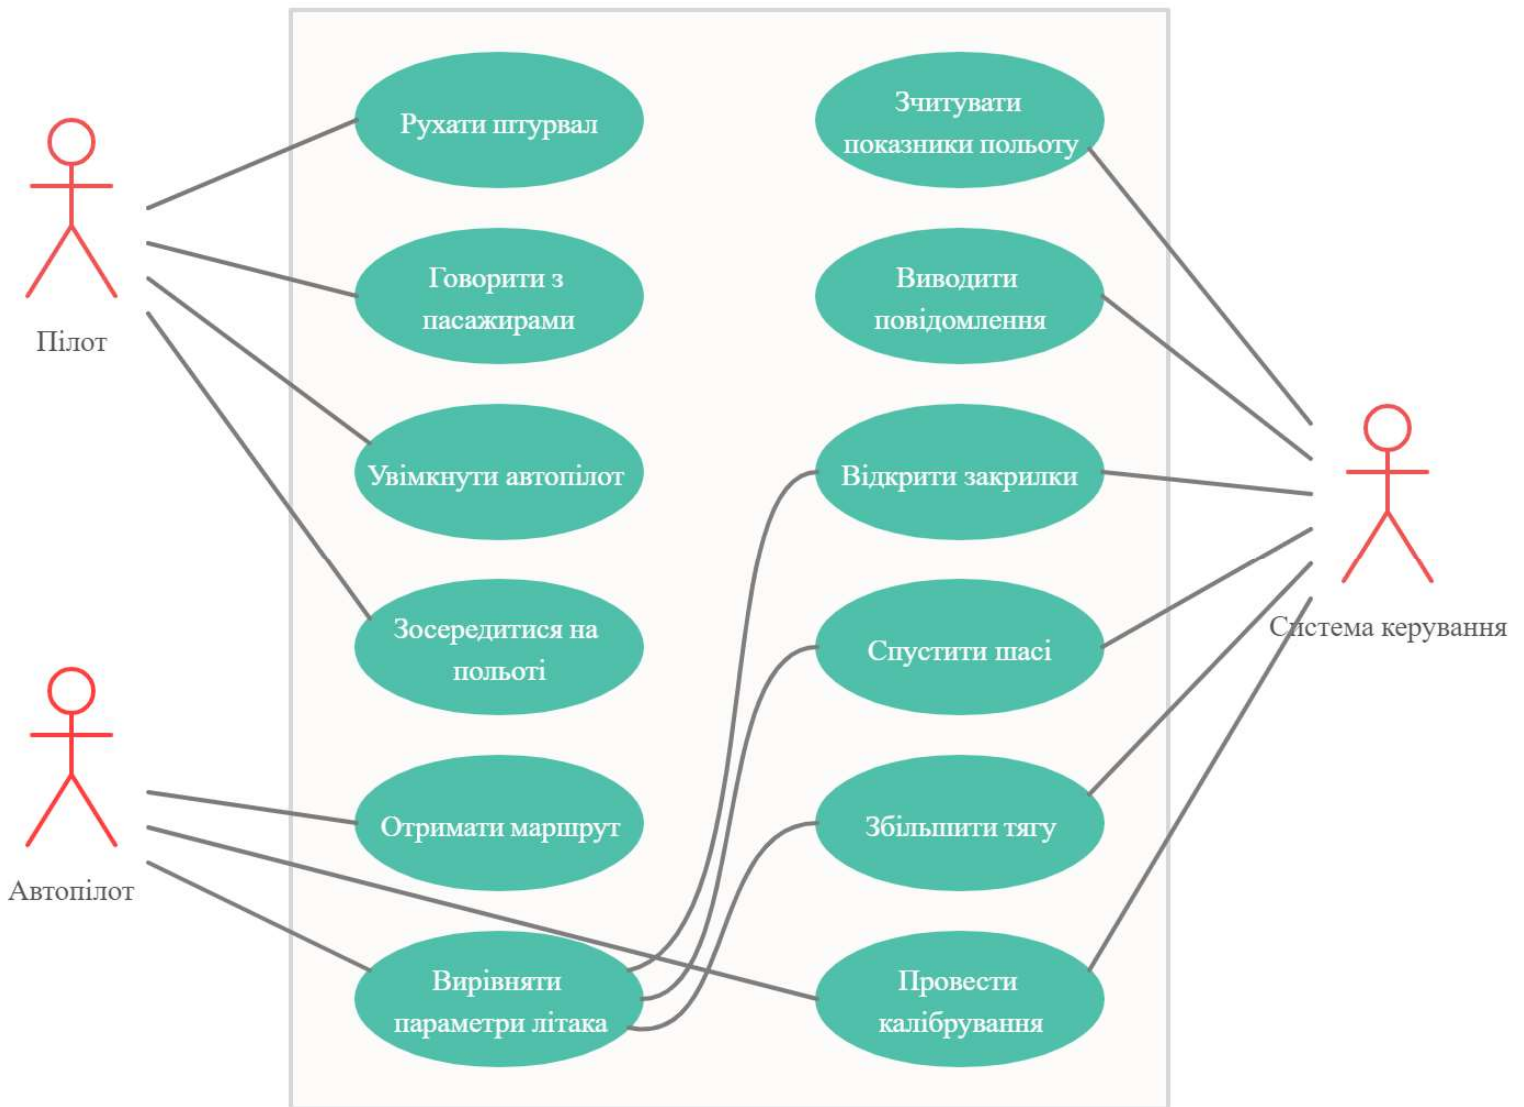 Рухати штурвал
Зчитувати
показники польоту
Говорити з
пасажирами
Виводити
повідомлення
Пілот
Увімкнути автопілот
Відкрити закрилки
Зосередитися на
польоті
Спустити шасі
Система керування
Отримати маршрут
Збільшити тягу
Автопілот
Вирівняти
параметри літака
Провести
калібрування